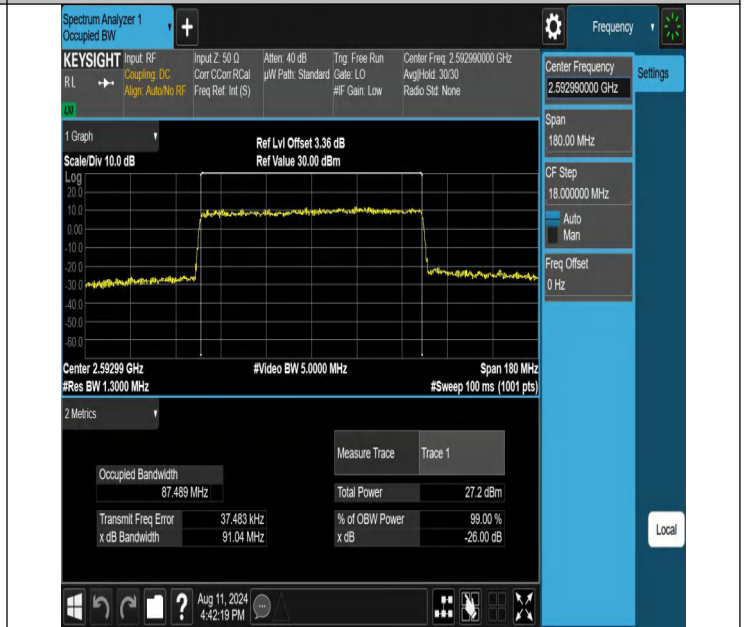 Spectrum Analyzer 1
Occupied BW
+
Frequency
KEYSIGHT
Input: RF
Coupling: DC
Align: Auto/No RF
Input Z: 50 Ω
Corr CCorr RCal
Freq Ref: Int (S)
Atten: 40 dB
µW Path: Standard
Trig: Free Run
Gate: LO
#IF Gain: Low
Center Freq: 2.592990000 GHz
Avg|Hold: 30/30
Radio Std: None
RL
LXI
Center Frequency
2.592990000 GHz
Settings
Span
180.00 MHz
CF Step
18.000000 MHz
Auto
Man
Freq Offset
0 Hz
Local
1 Graph
Scale/Div 10.0 dB
Ref Lvl Offset 3.36 dB
Ref Value 30.00 dBm
Log
20.0
10.0
0.00
-10.0
-20.0
-30.0
-40.0
-50.0
-60.0
Center 2.59299 GHz
#Video BW 5.0000 MHz
Span 180 MHz
#Res BW 1.3000 MHz
#Sweep 100 ms (1001 pts)
2 Metrics
Measure Trace Trace 1
Occupied Bandwidth
87.489 MHz
Total Power 27.2 dBm
Transmit Freq Error 37.483 kHz
% of OBW Power 99.00 %
x dB Bandwidth 91.04 MHz
x dB -26.00 dB
?
Aug 11, 2024
4:42:19 PM